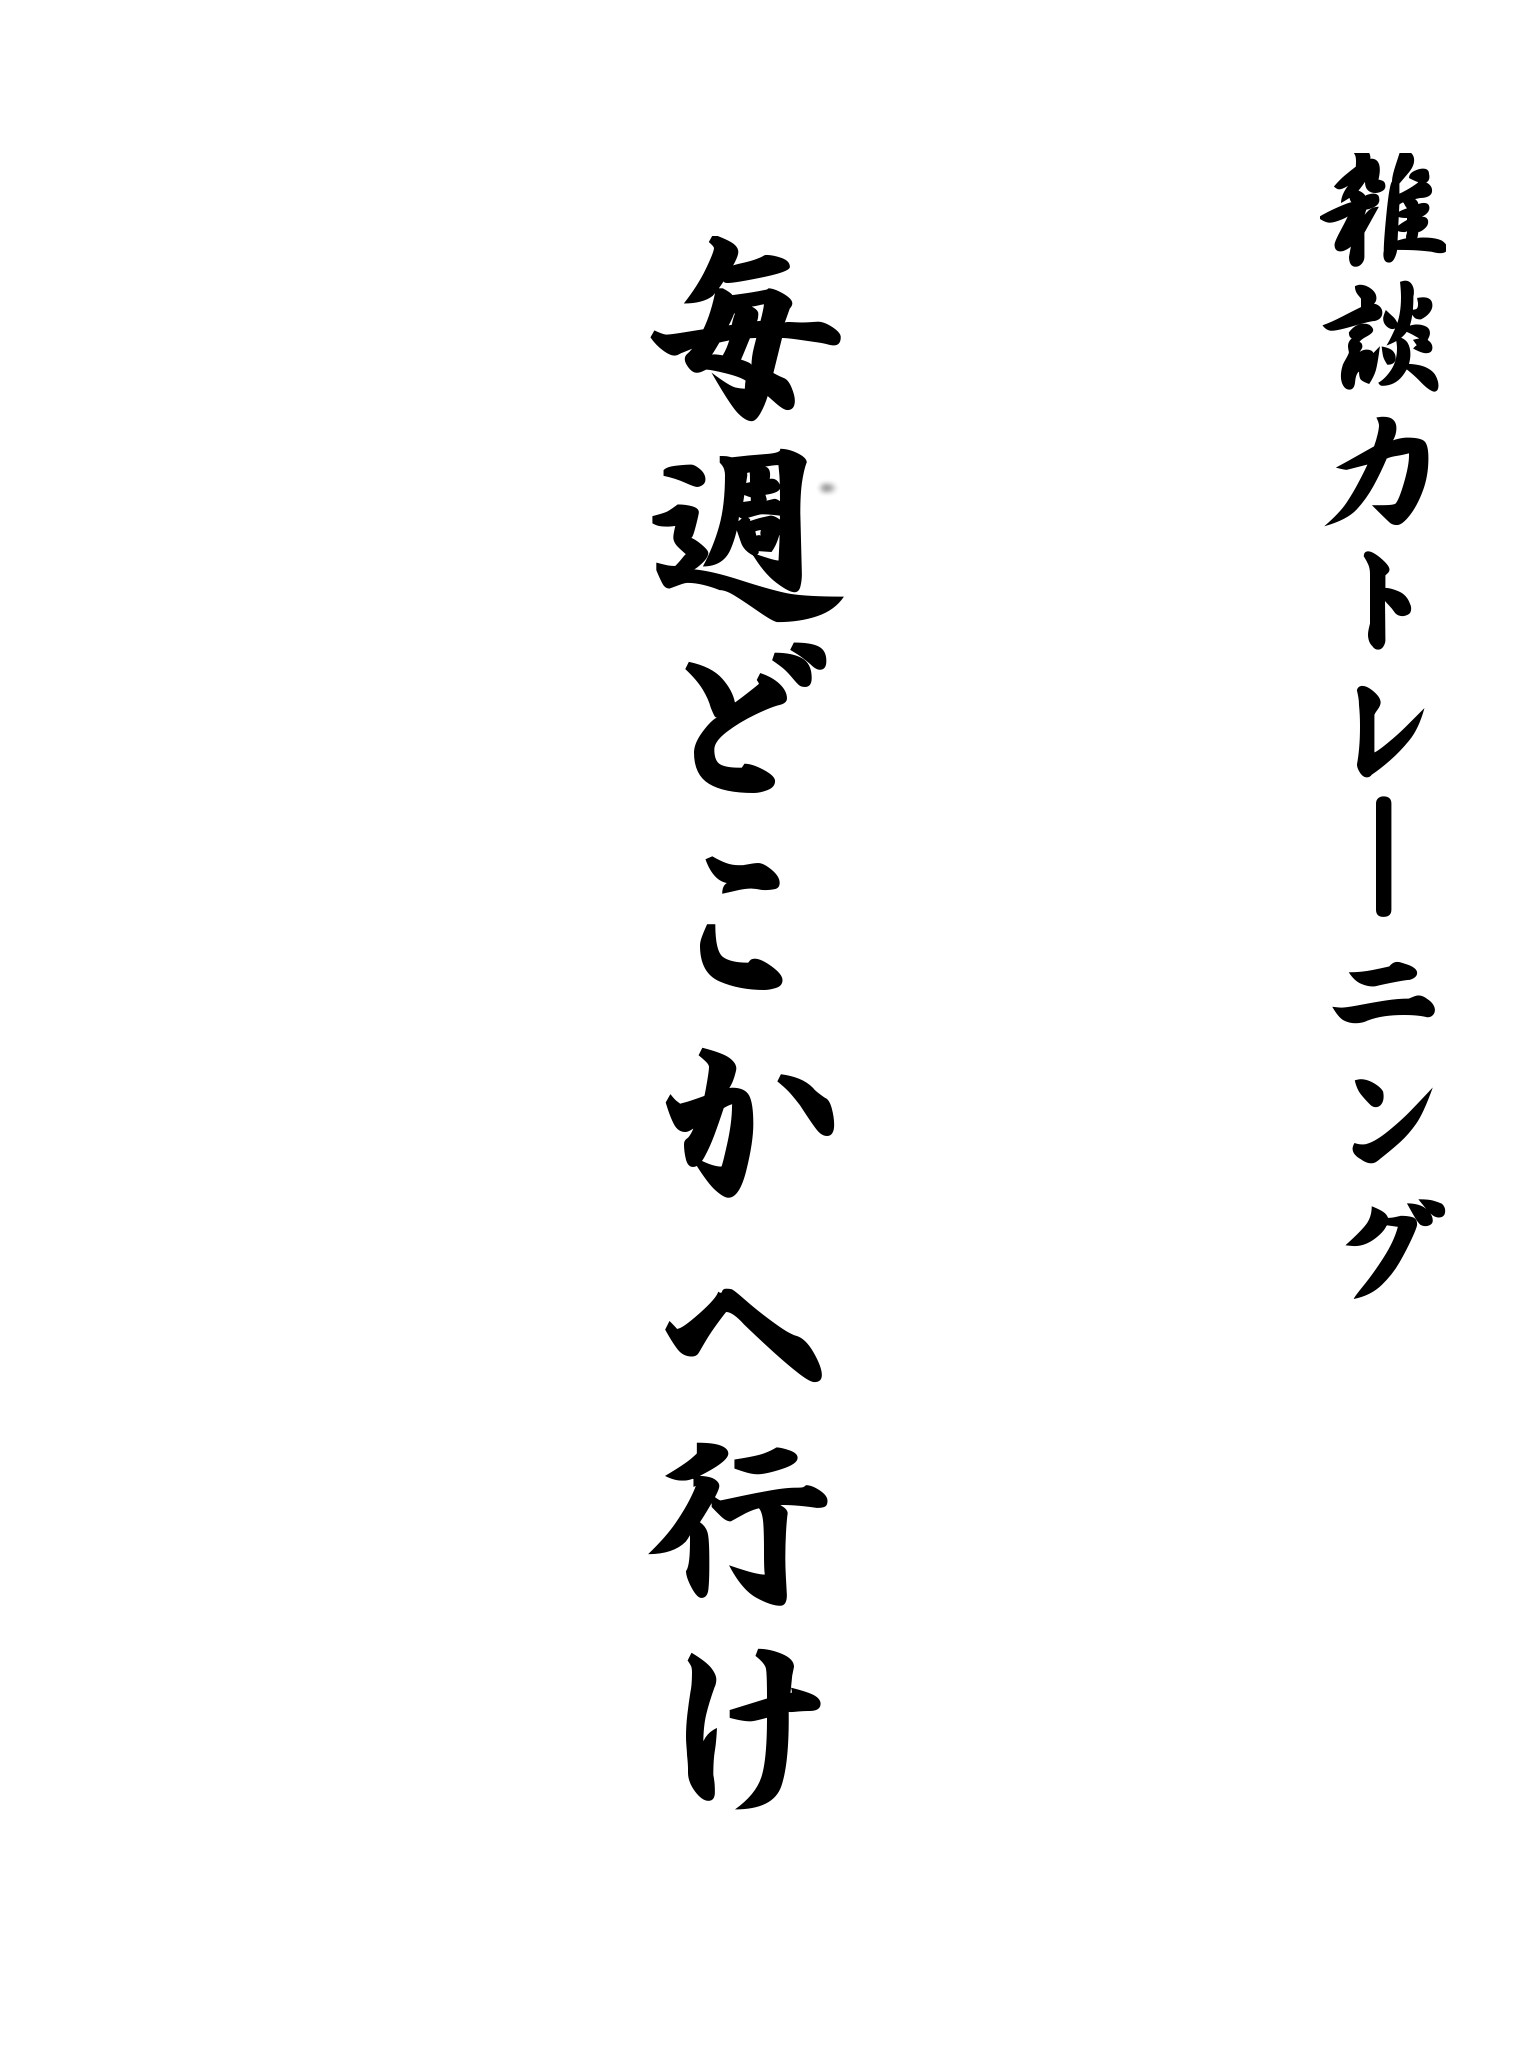 雑談力トレーニング
毎週どこかへ行け